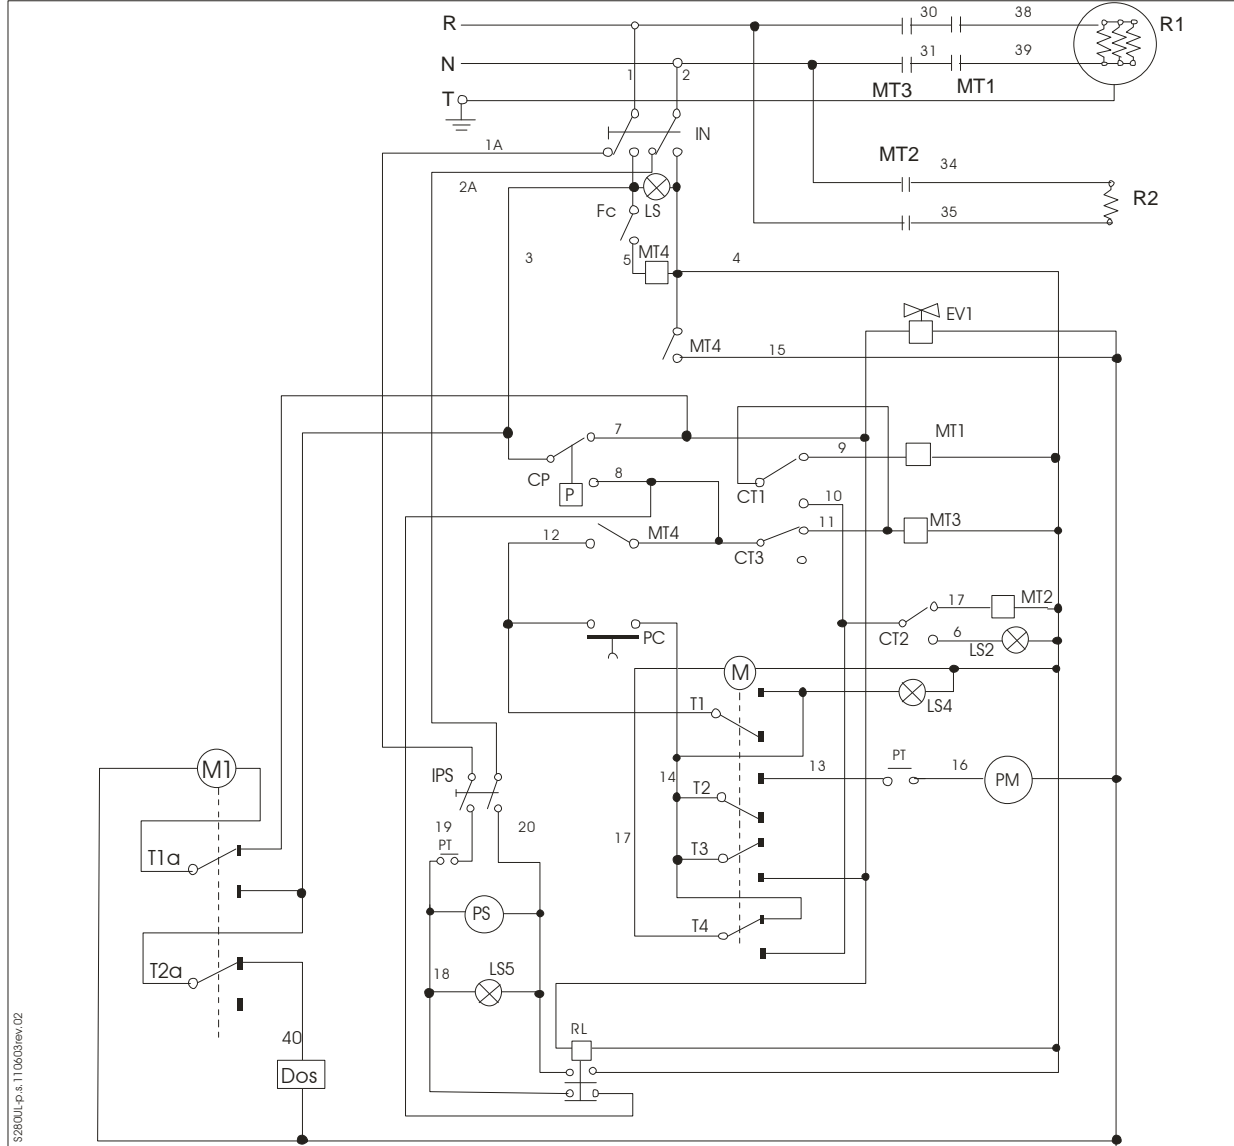 R
30
38
R1
N
1
2
31
39
MT3
MT1
T
IN
1A
MT2
34
2A
Fc
LS
35
R2
3
5
MT4
4
EV1
MT4
15
7
MT1
9
CP
P
8
CT1
10
12
MT4
11
MT3
CT3
17
MT2
PC
CT2
6
LS2
M
T1
LS4
M1
IPS
14
13
PT
16
PM
T2
19
20
17
PT
T3
T1a
PS
T4
T2a
18
LS5
40
RL
Dos
S280UL-p.s.110603rev.02